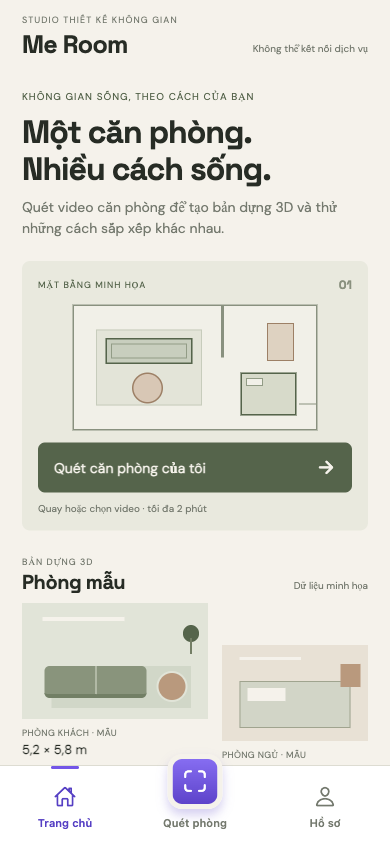 STUDIO THIẾT KẾ KHÔNG GIAN
Me Room
Không thể kết nối dịch vụ
KHÔNG GIAN SỐNG, THEO CÁCH CỦA BẠN
Một căn phòng.
Nhiều cách sống.
Quét video căn phòng để tạo bản dựng 3D và thử
những cách sắp xếp khác nhau.
MẶT BẰNG MINH HỌA
01
Quét căn phòng của tôi
Quay hoặc chọn video · tối đa 2 phút
BẢN DỰNG 3D
Phòng mẫu
Dữ liệu minh họa
PHÒNG KHÁCH · MẪU
5,2 × 5,8 m
PHÒNG NGỦ · MẪU
Trang chủ
Quét phòng
Hồ sơ